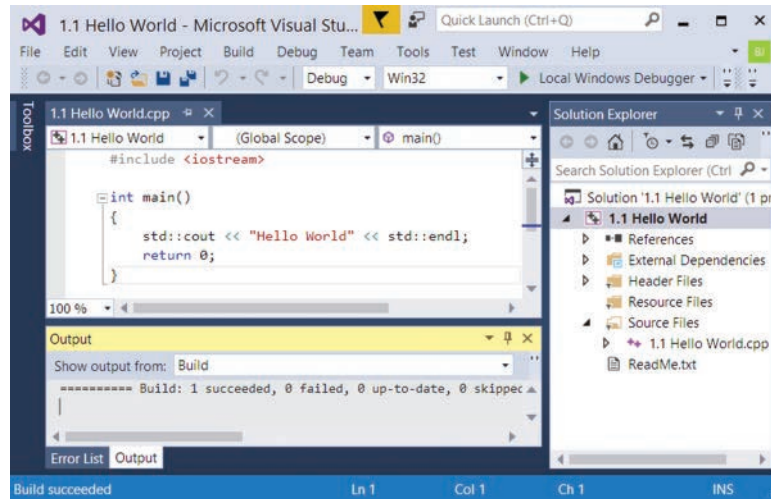 1.1 Hello World - Microsoft Visual Stu...
Quick Launch (Ctrl+Q)
File Edit View Project Build Debug Team Tools Test Window Help
BJ
Debug Win32 Local Windows Debugger
Toolbox
1.1 Hello World.cpp
1.1 Hello World (Global Scope) main()
#include <iostream>
int main()
{
std::cout << "Hello World" << std::endl;
return 0;
}
100 %
Output
Show output from: Build
========== Build: 1 succeeded, 0 failed, 0 up-to-date, 0 skipped
Error List Output
Solution Explorer
Search Solution Explorer (Ctrl
Solution '1.1 Hello World' (1 pr
1.1 Hello World
References
External Dependencies
Header Files
Resource Files
Source Files
1.1 Hello World.cpp
ReadMe.txt
Build succeeded Ln 1 Col 1 Ch 1 INS